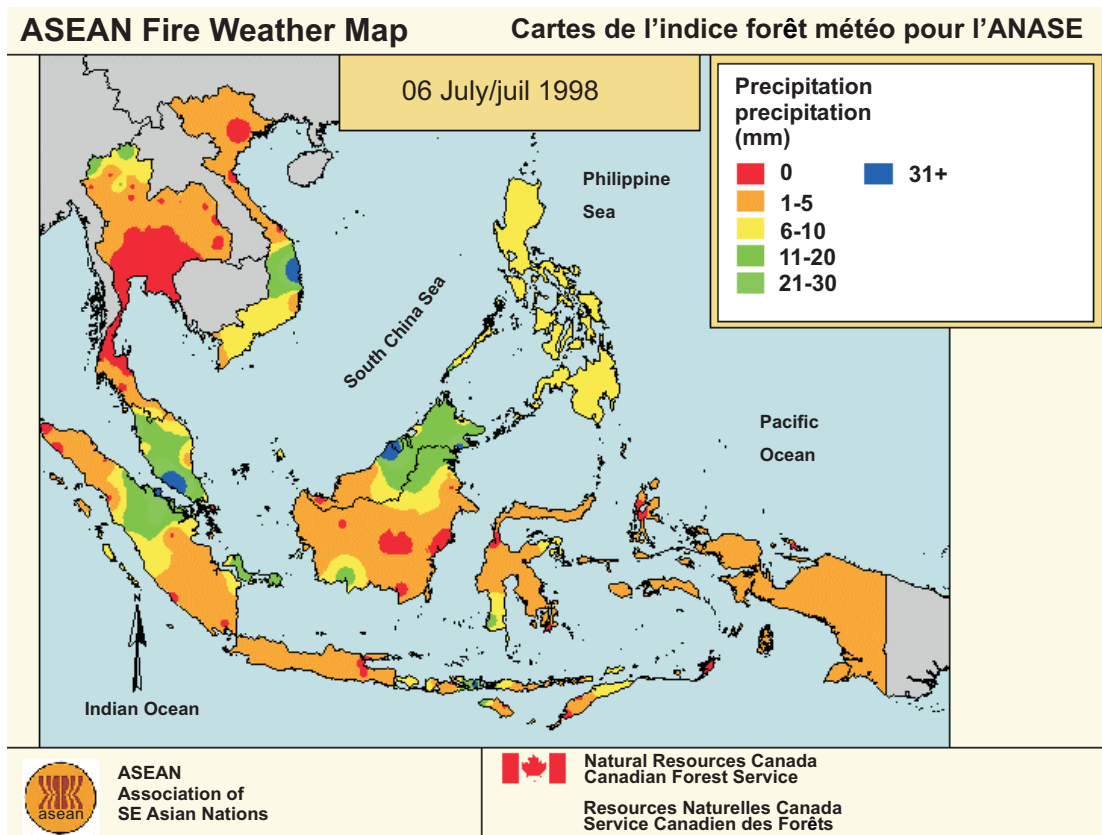 ASEAN Fire Weather Map
Cartes de l'indice forêt météo pour l'ANASE
06 July/juil 1998
Precipitation
precipitation
(mm)
0
1-5
6-10
11-20
21-30
31+
Philippine
Sea
South China Sea
Pacific
Ocean
N
Indian Ocean
asean
ASEAN
Association of
SE Asian Nations
Natural Resources Canada
Canadian Forest Service
Resources Naturelles Canada
Service Canadien des Forêts